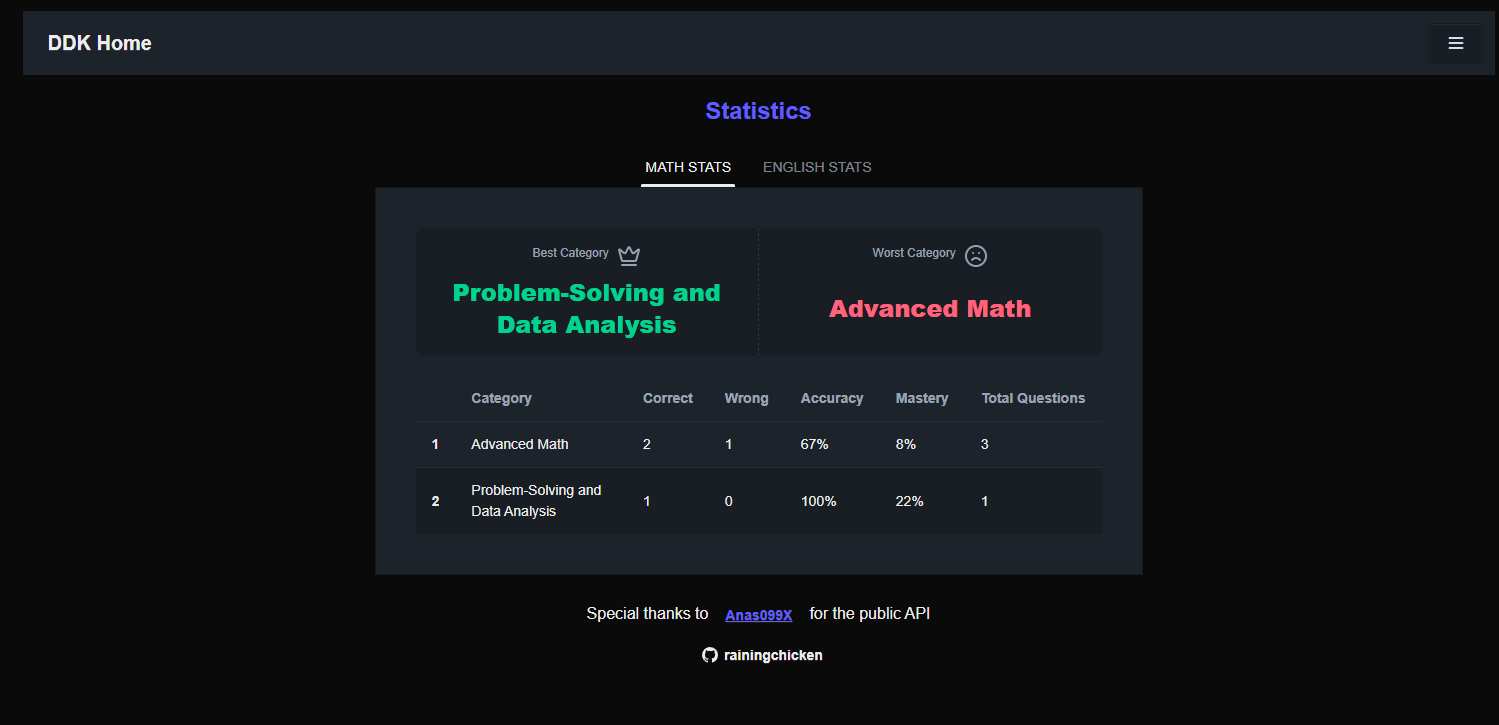 DDK Home
Statistics
MATH STATS ENGLISH STATS
Best Category
Problem-Solving and
Data Analysis
Worst Category
Advanced Math
Category Correct Wrong Accuracy Mastery Total Questions
1 Advanced Math 2 1 67% 8% 3
2 Problem-Solving and Data Analysis 1 0 100% 22% 1
Special thanks to Anas099X for the public API
rainingchicken